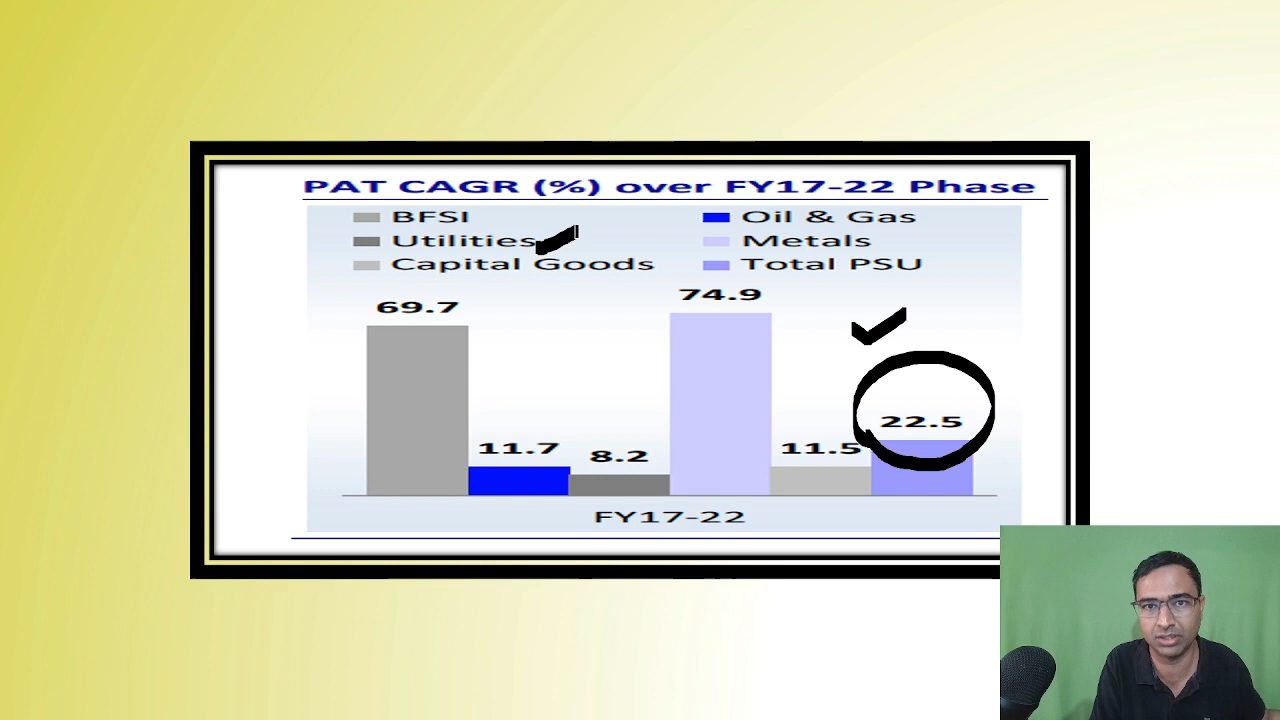 PAT CAGR (%) over FY17-22 Phase
BFSI Oil & Gas
Utilities Metals
Capital Goods Total PSU
69.7 11.7 8.2 74.9 11.5 22.5
FY17-22